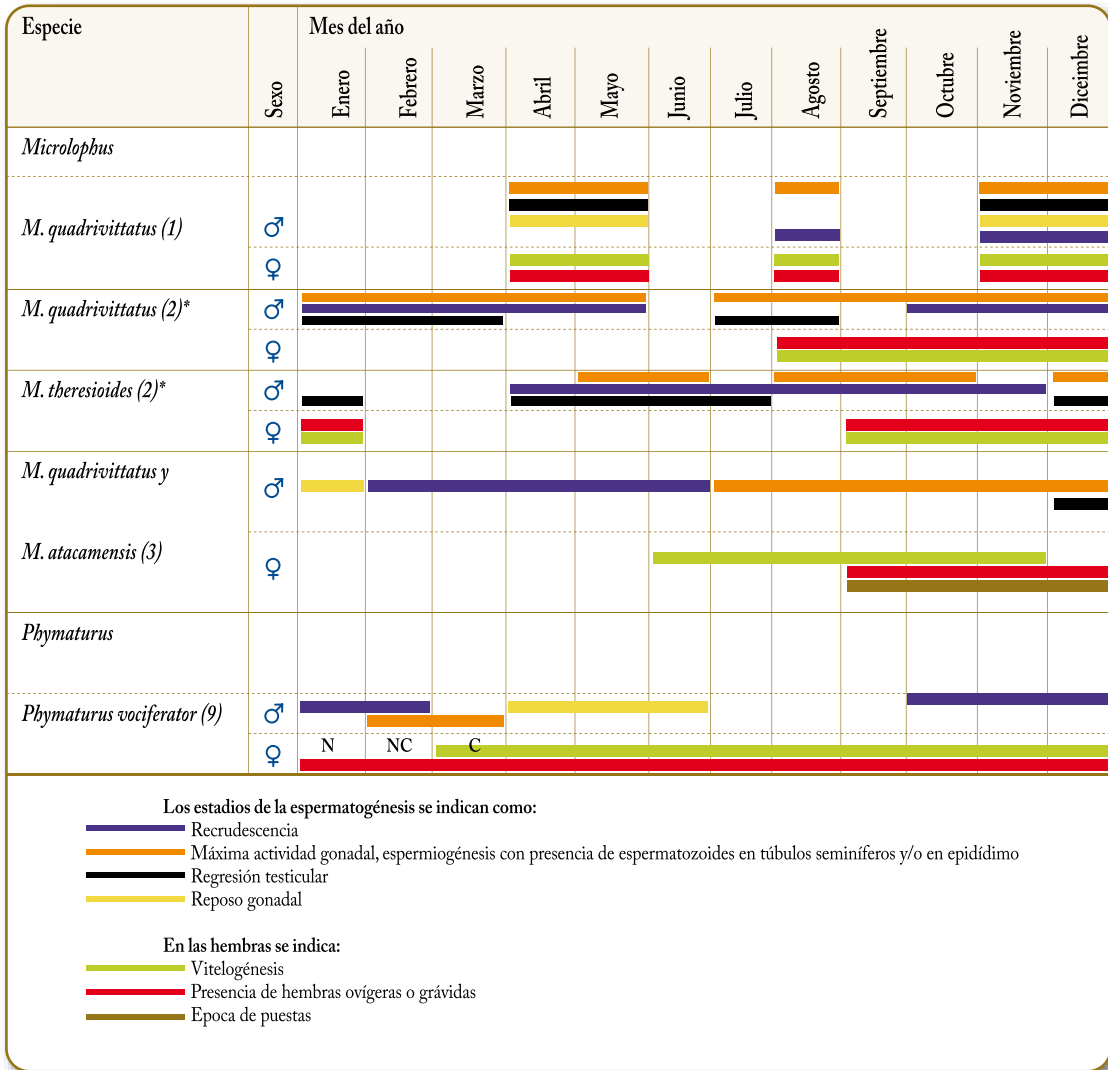 Especie
Mes del año
Sexo
Enero
Febrero
Marzo
Abril
Mayo
Junio
Julio
Agosto
Septiembre
Octubre
Noviembre
Diceimbre
Microlophus
M. quadrivittatus (1)
♂
♀
M. quadrivittatus (2)*
♂
♀
M. theresioides (2)*
♂
♀
M. quadrivittatus y
♂
M. atacamensis (3)
♀
Phymaturus
Phymaturus vociferator (9)
♂
♀
N NC C
Los estadios de la espermatogénesis se indican como:
Recrudescencia
Máxima actividad gonadal, espermiogénesis con presencia de espermatozoides en túbulos seminíferos y/o en epidídimo
Regresión testicular
Reposo gonadal
En las hembras se indica:
Vitelogénesis
Presencia de hembras ovígeras o grávidas
Epoca de puestas